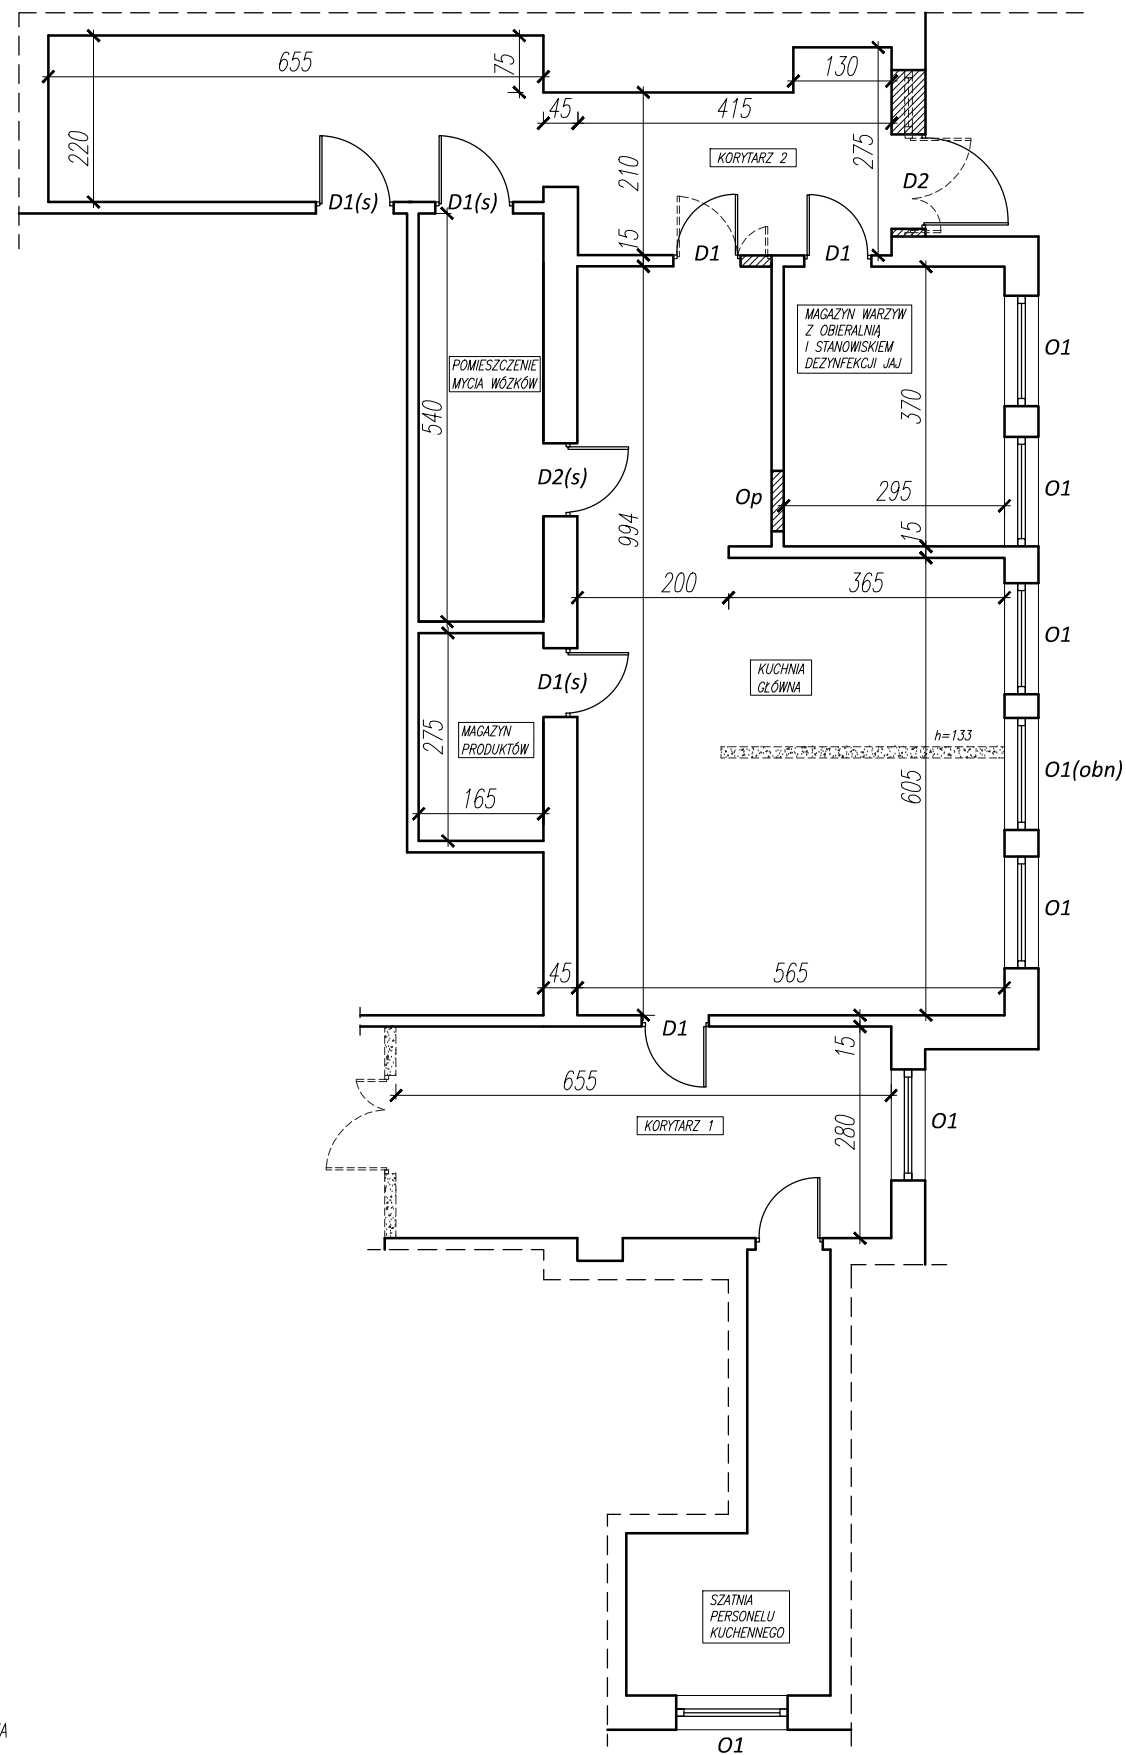 655
75
130
45
415
220
210
275
KORYTARZ 2
D2
D1(s)
D1(s)
15
D1
D1
MAGAZYN WARZYW
Z OBIERALNIĄ
I STANOWISKIEM
DEZYNFEKCJI JAJ
O1
POMIESZCZENIE
MYCIA WÓZKÓW
540
370
D2(s)
Op
295
O1
994
15
200
365
O1
KUCHNIA
GŁÓWNA
D1(s)
MAGAZYN
PRODUKTÓW
275
h=133
O1(obn)
605
165
O1
45
565
D1
15
655
KORYTARZ 1
280
O1
SZATNIA
PERSONELU
KUCHENNEGO
O1